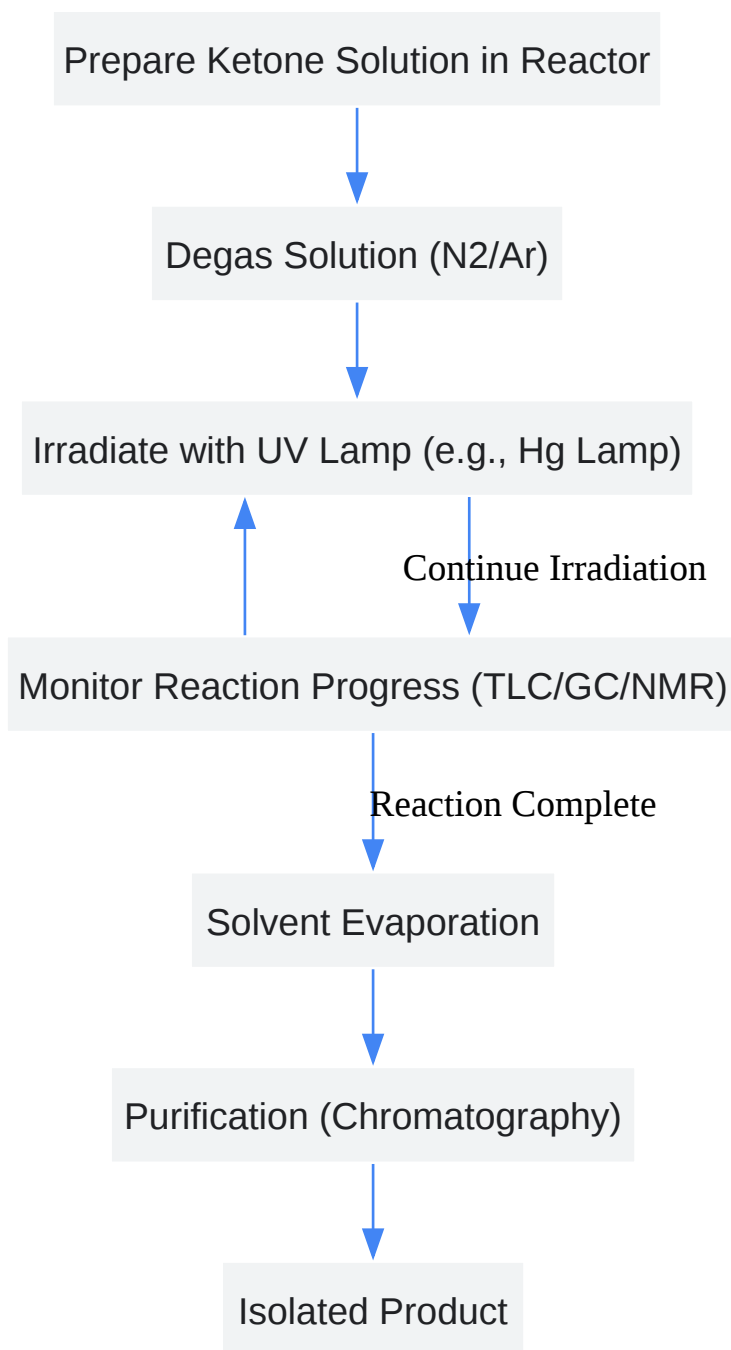 Prepare Ketone Solution in Reactor
Degas Solution (N2/Ar)
Irradiate with UV Lamp (e.g., Hg Lamp)
Continue Irradiation
Monitor Reaction Progress (TLC/GC/NMR)
Reaction Complete
Solvent Evaporation
Purification (Chromatography)
Isolated Product